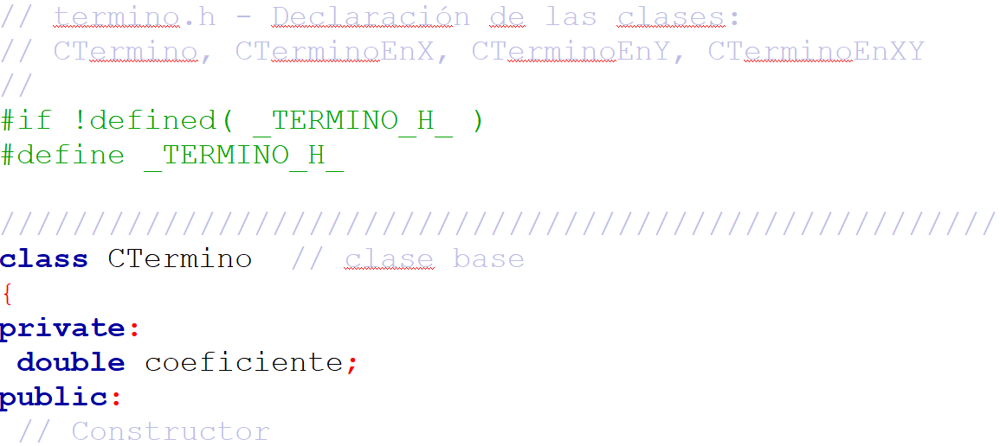 // termino.h - Declaración de las clases:
// CTermino, CTerminoEnX, CTerminoEnY, CTerminoEnXY
//
#if !defined( _TERMINO_H_ )
#define _TERMINO_H_
///////////////////////////////////////////////////////
class CTermino // clase base
{
private:
double coeficiente;
public:
// Constructor